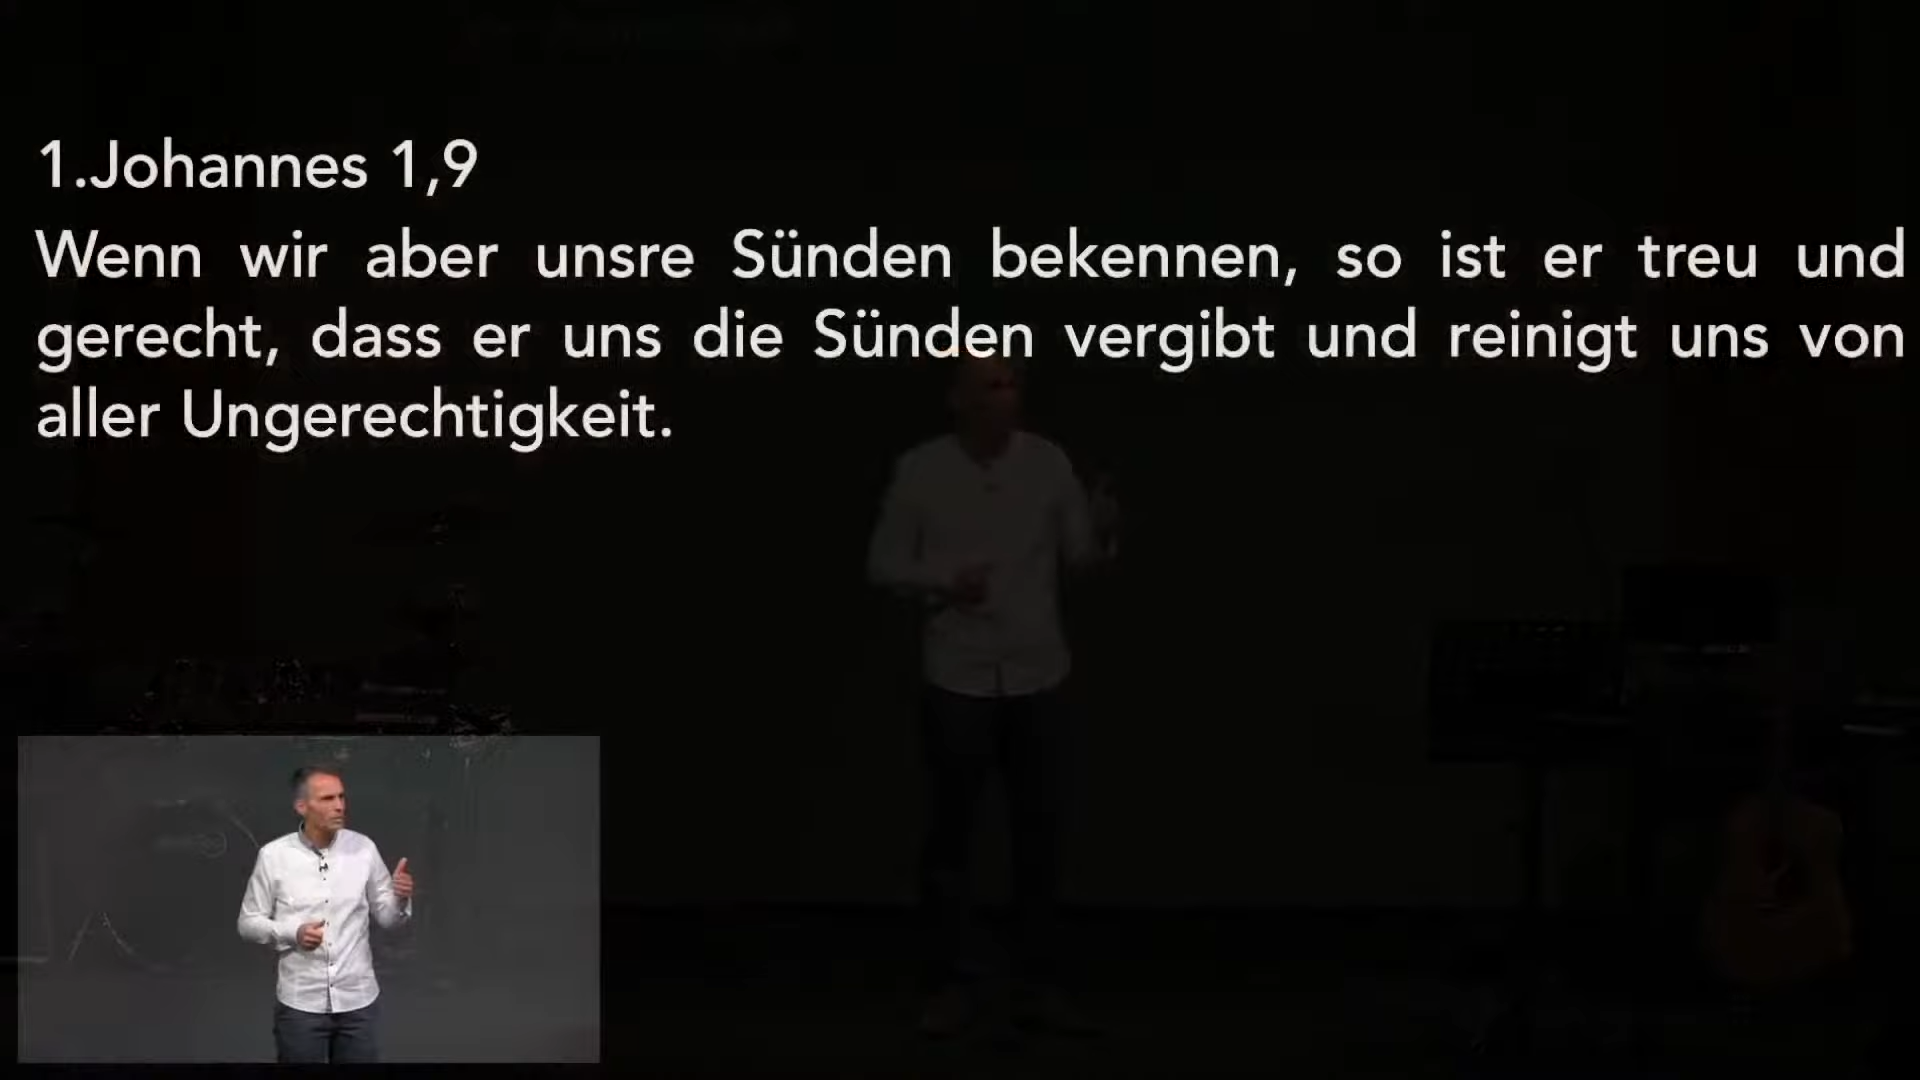 1.Johannes 1,9
Wenn wir aber unsre Sünden bekennen, so ist er treu und
gerecht, dass er uns die Sünden vergibt und reinigt uns von
aller Ungerechtigkeit.